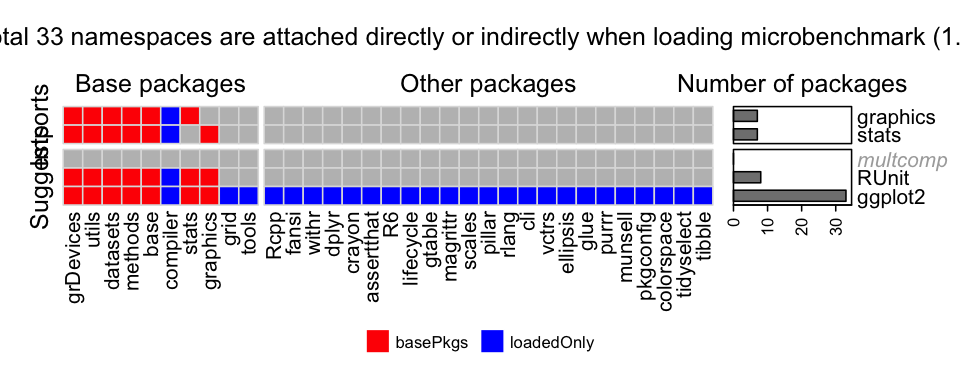 otal 33 namespaces are attached directly or indirectly when loading microbenchmark (1.
Base packages
Other packages
Number of packages
Imports
Suggests
graphics
stats
multcomp
RUnit
ggplot2
0
10
20
30
grDevices
utils
datasets
methods
base
compiler
stats
graphics
grid
tools
Rcpp
fansi
withr
dplyr
crayon
assertthat
R6
lifecycle
gtable
magrittr
scales
pillar
rlang
cli
vctrs
ellipsis
glue
purrr
munsell
pkgconfig
colorspace
tidyselect
tibble
basePkgs
loadedOnly